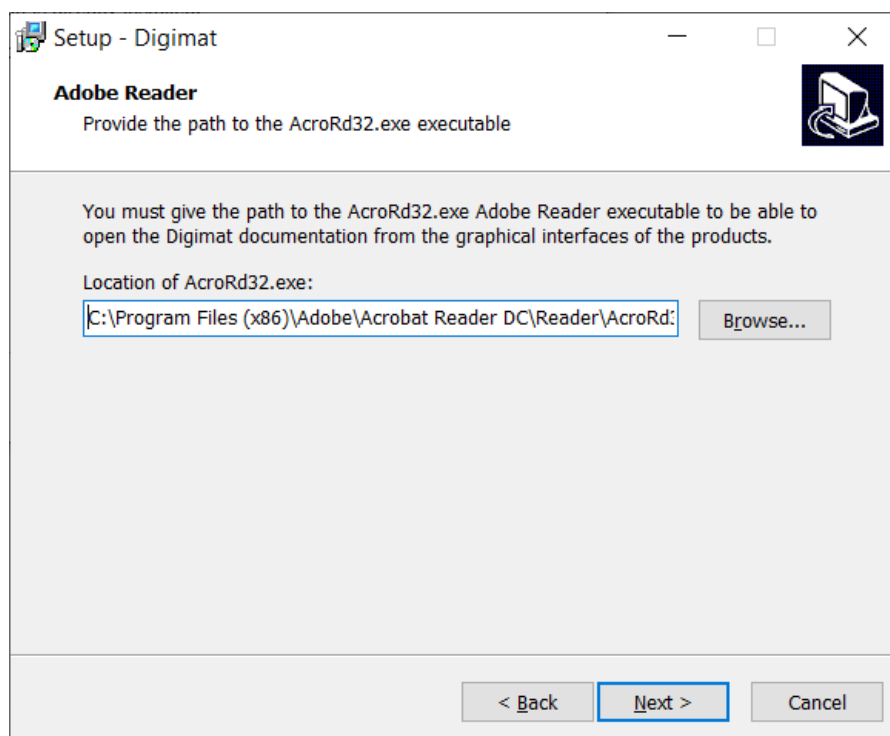 Setup - Digimat
Adobe Reader
Provide the path to the AcroRd32.exe executable
You must give the path to the AcroRd32.exe Adobe Reader executable to be able to
open the Digimat documentation from the graphical interfaces of the products.
Location of AcroRd32.exe:
C:\Program Files (x86)\Adobe\Acrobat Reader DC\Reader\AcroRd3
Browse...
< Back
Next >
Cancel